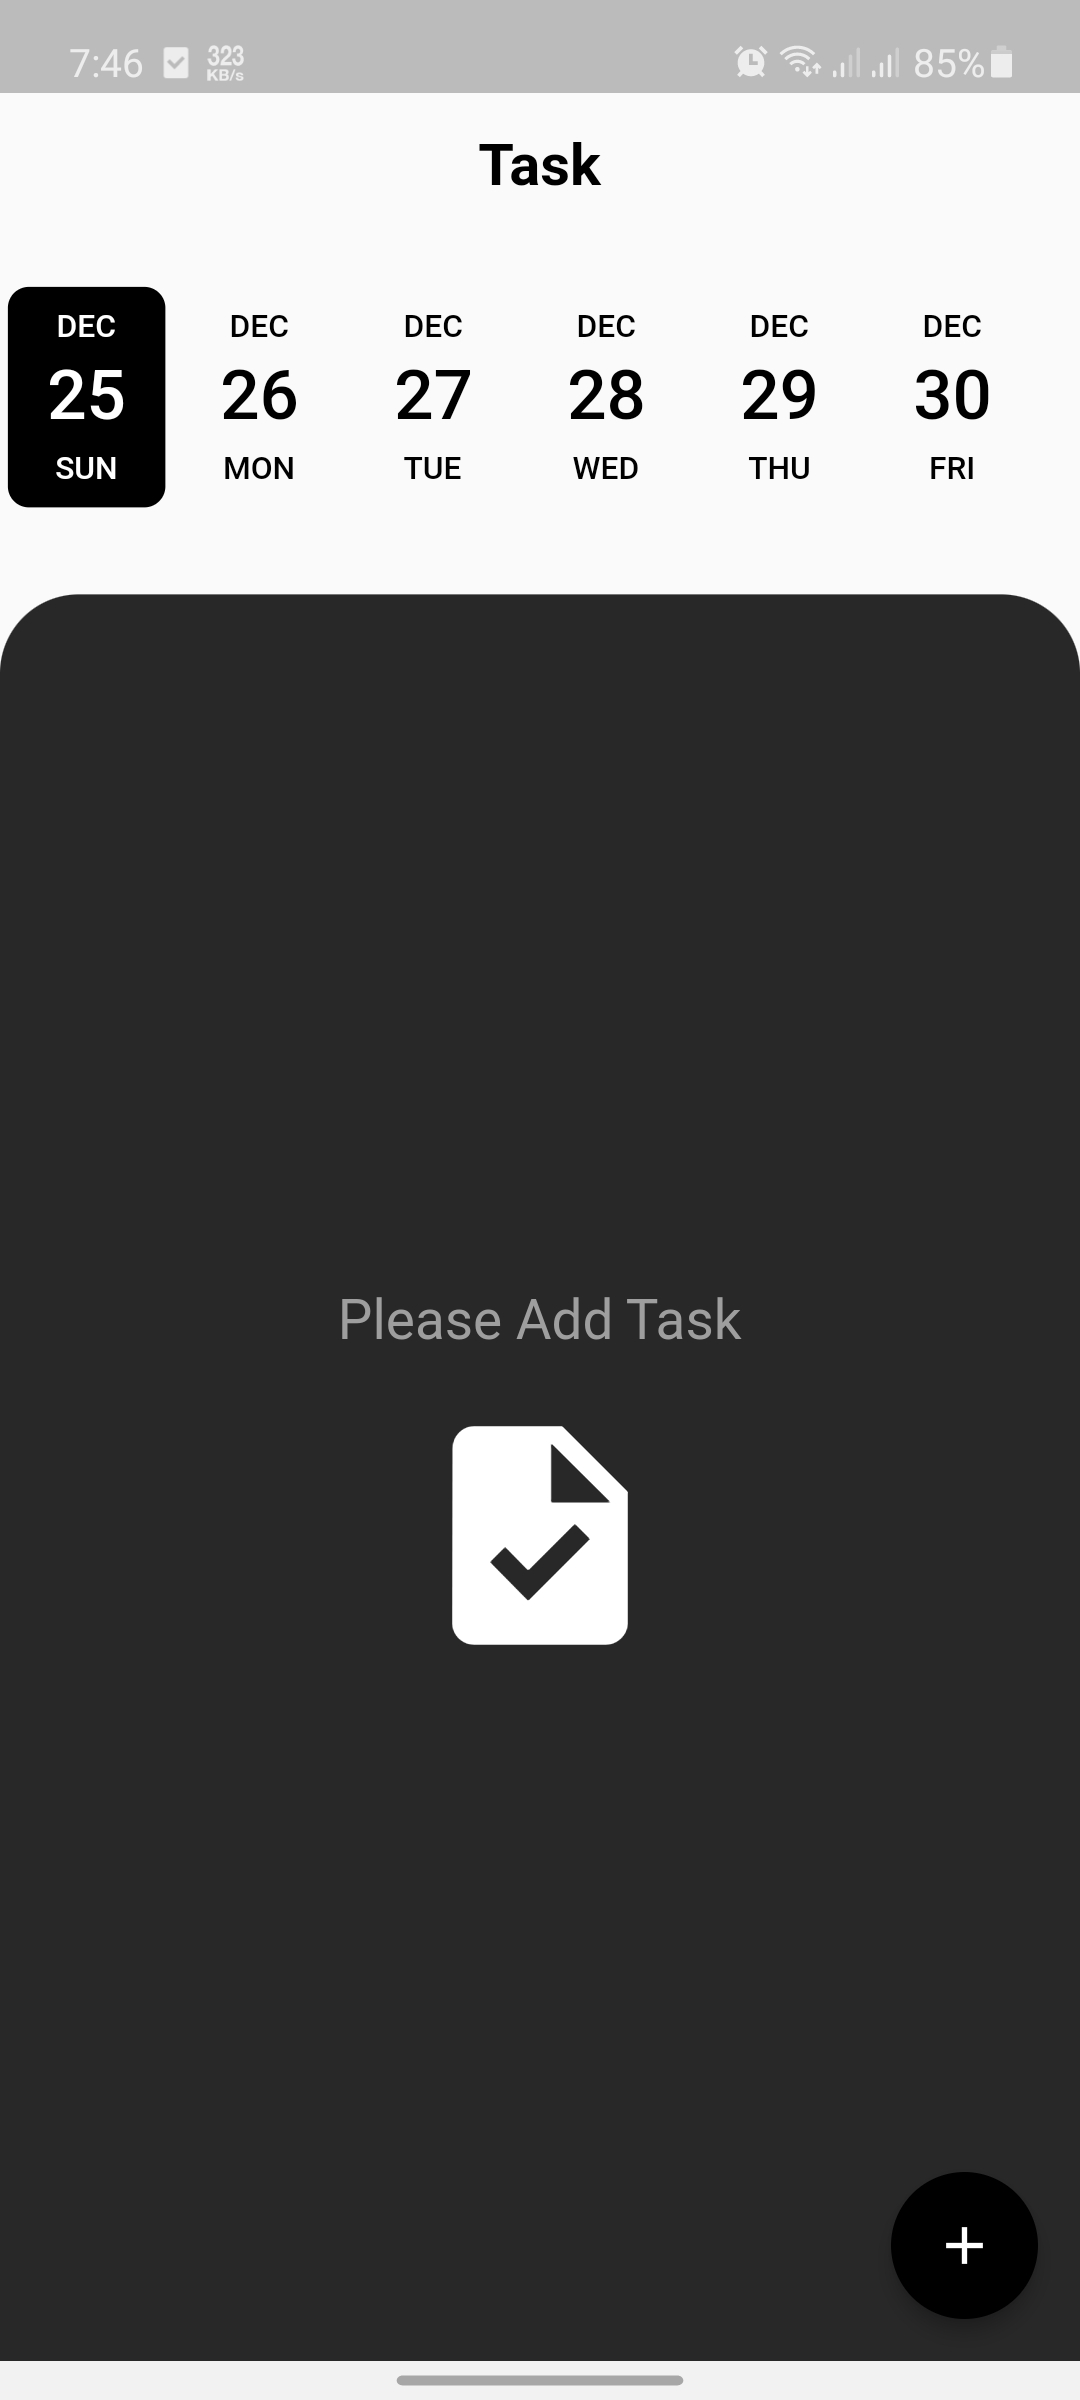 7:46 323 KB/s 85%
Task
DEC DEC DEC DEC DEC DEC
25 26 27 28 29 30
SUN MON TUE WED THU FRI
Please Add Task